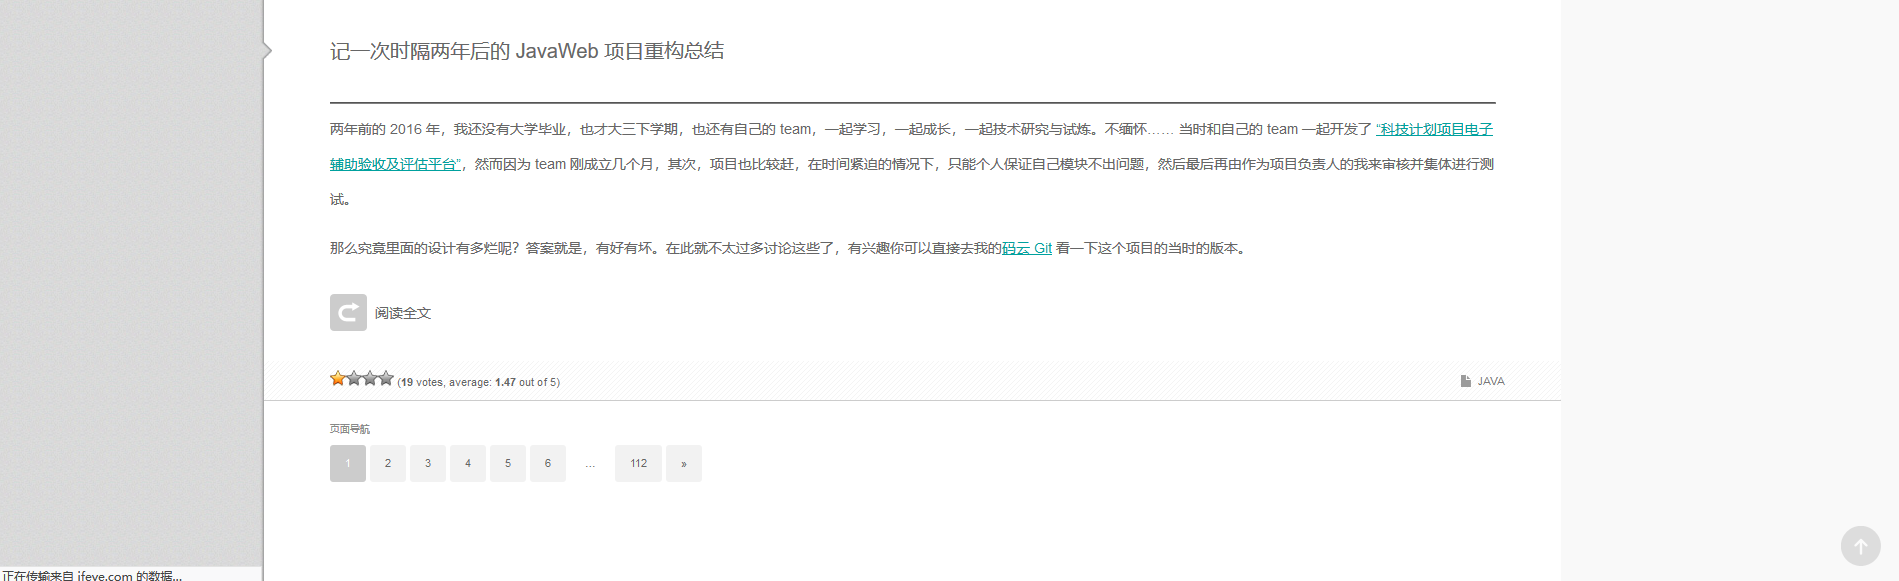 记一次时隔两年后的 JavaWeb 项目重构总结
两年前的 2016 年，我还没有大学毕业，也才大三下学期，也还有自己的 team，一起学习，一起成长，一起技术研究与试炼。不缅怀…… 当时和自己的 team 一起开发了 “科技计划项目电子
辅助验收及评估平台”，然而因为 team 刚成立几个月，其次，项目也比较赶，在时间紧迫的情况下，只能个人保证自己模块不出问题，然后最后再由作为项目负责人的我来审核并集体进行测
试。
那么究竟里面的设计有多烂呢？答案就是，有好有坏。在此就不太过多讨论这些了，有兴趣你可以直接去我的码云 Git 看一下这个项目的当时的版本。
阅读全文
(19 votes, average: 1.47 out of 5)
JAVA
页面导航
1 2 3 4 5 6 ... 112 »
正在传输来自 ifeve.com 的数据...